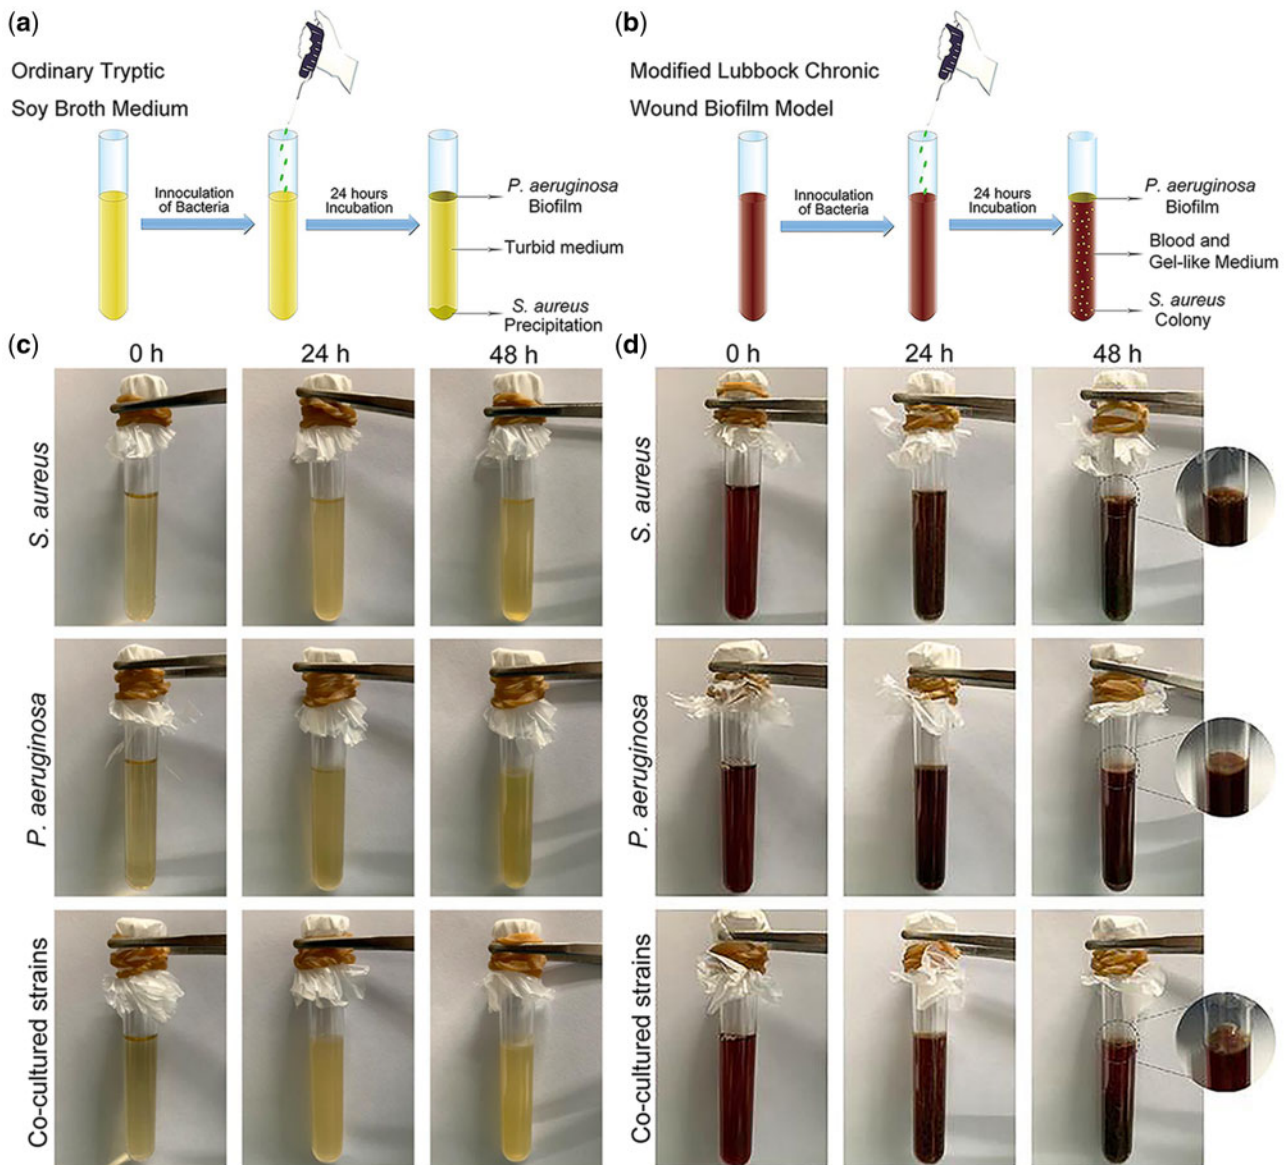 (a)
Ordinary Tryptic
Soy Broth Medium
Innoculation
of Bacteria
24 hours
Incubation
P. aeruginosa
Biofilm
Turbid medium
S. aureus
Precipitation
(b)
Modified Lubbock Chronic
Wound Biofilm Model
Innoculation
of Bacteria
24 hours
Incubation
P. aeruginosa
Biofilm
Blood and
Gel-like Medium
S. aureus
Colony
(c)
0 h
24 h
48 h
S. aureus
P. aeruginosa
Co-cultured strains
(d)
0 h
24 h
48 h
S. aureus
P. aeruginosa
Co-cultured strains